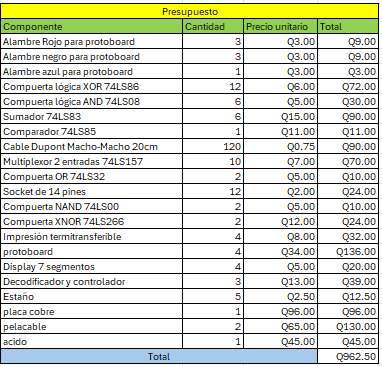 Presupuesto
Componente Cantidad Precio unitario Total
Alambre Rojo para protoboard 3 Q3.00 Q9.00
Alambre negro para protoboard 3 Q3.00 Q9.00
Alambre azul para protoboard 1 Q3.00 Q3.00
Compuerta lógica XOR 74LS86 12 Q6.00 Q72.00
Compuerta lógica AND 74LS08 6 Q5.00 Q30.00
Sumador 74LS83 6 Q15.00 Q90.00
Comparador 74LS85 1 Q11.00 Q11.00
Cable Dupont Macho-Macho 20cm 120 Q0.75 Q90.00
Multiplexor 2 entradas 74LS157 10 Q7.00 Q70.00
Compuerta OR 74LS32 2 Q5.00 Q10.00
Socket de 14 pines 12 Q2.00 Q24.00
Compuerta NAND 74LS00 2 Q5.00 Q10.00
Compuerta XNOR 74LS266 2 Q12.00 Q24.00
Impresión termitransferible 4 Q8.00 Q32.00
protoboard 4 Q34.00 Q136.00
Display 7 segmentos 4 Q5.00 Q20.00
Decodificador y controlador 3 Q13.00 Q39.00
Estaño 5 Q2.50 Q12.50
placa cobre 1 Q96.00 Q96.00
pelacable 2 Q65.00 Q130.00
acido 1 Q45.00 Q45.00
Total Q962.50